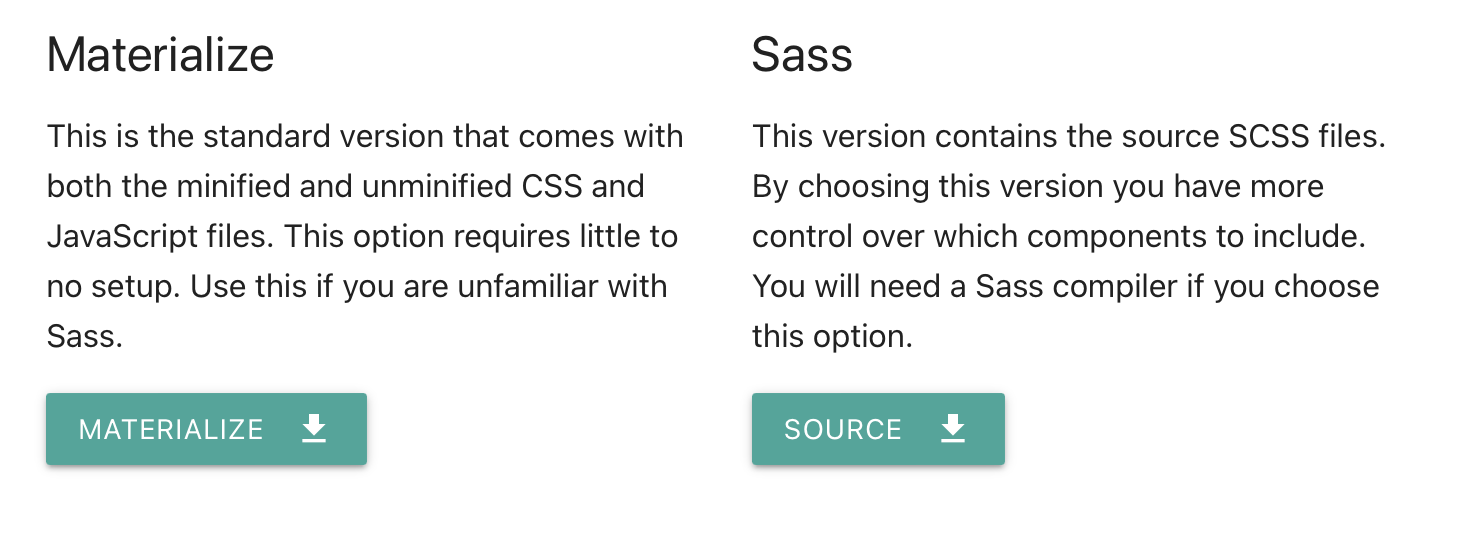 Materialize
This is the standard version that comes with
both the minified and unminified CSS and
JavaScript files. This option requires little to
no setup. Use this if you are unfamiliar with
Sass.
MATERIALIZE
Sass
This version contains the source SCSS files.
By choosing this version you have more
control over which components to include.
You will need a Sass compiler if you choose
this option.
SOURCE